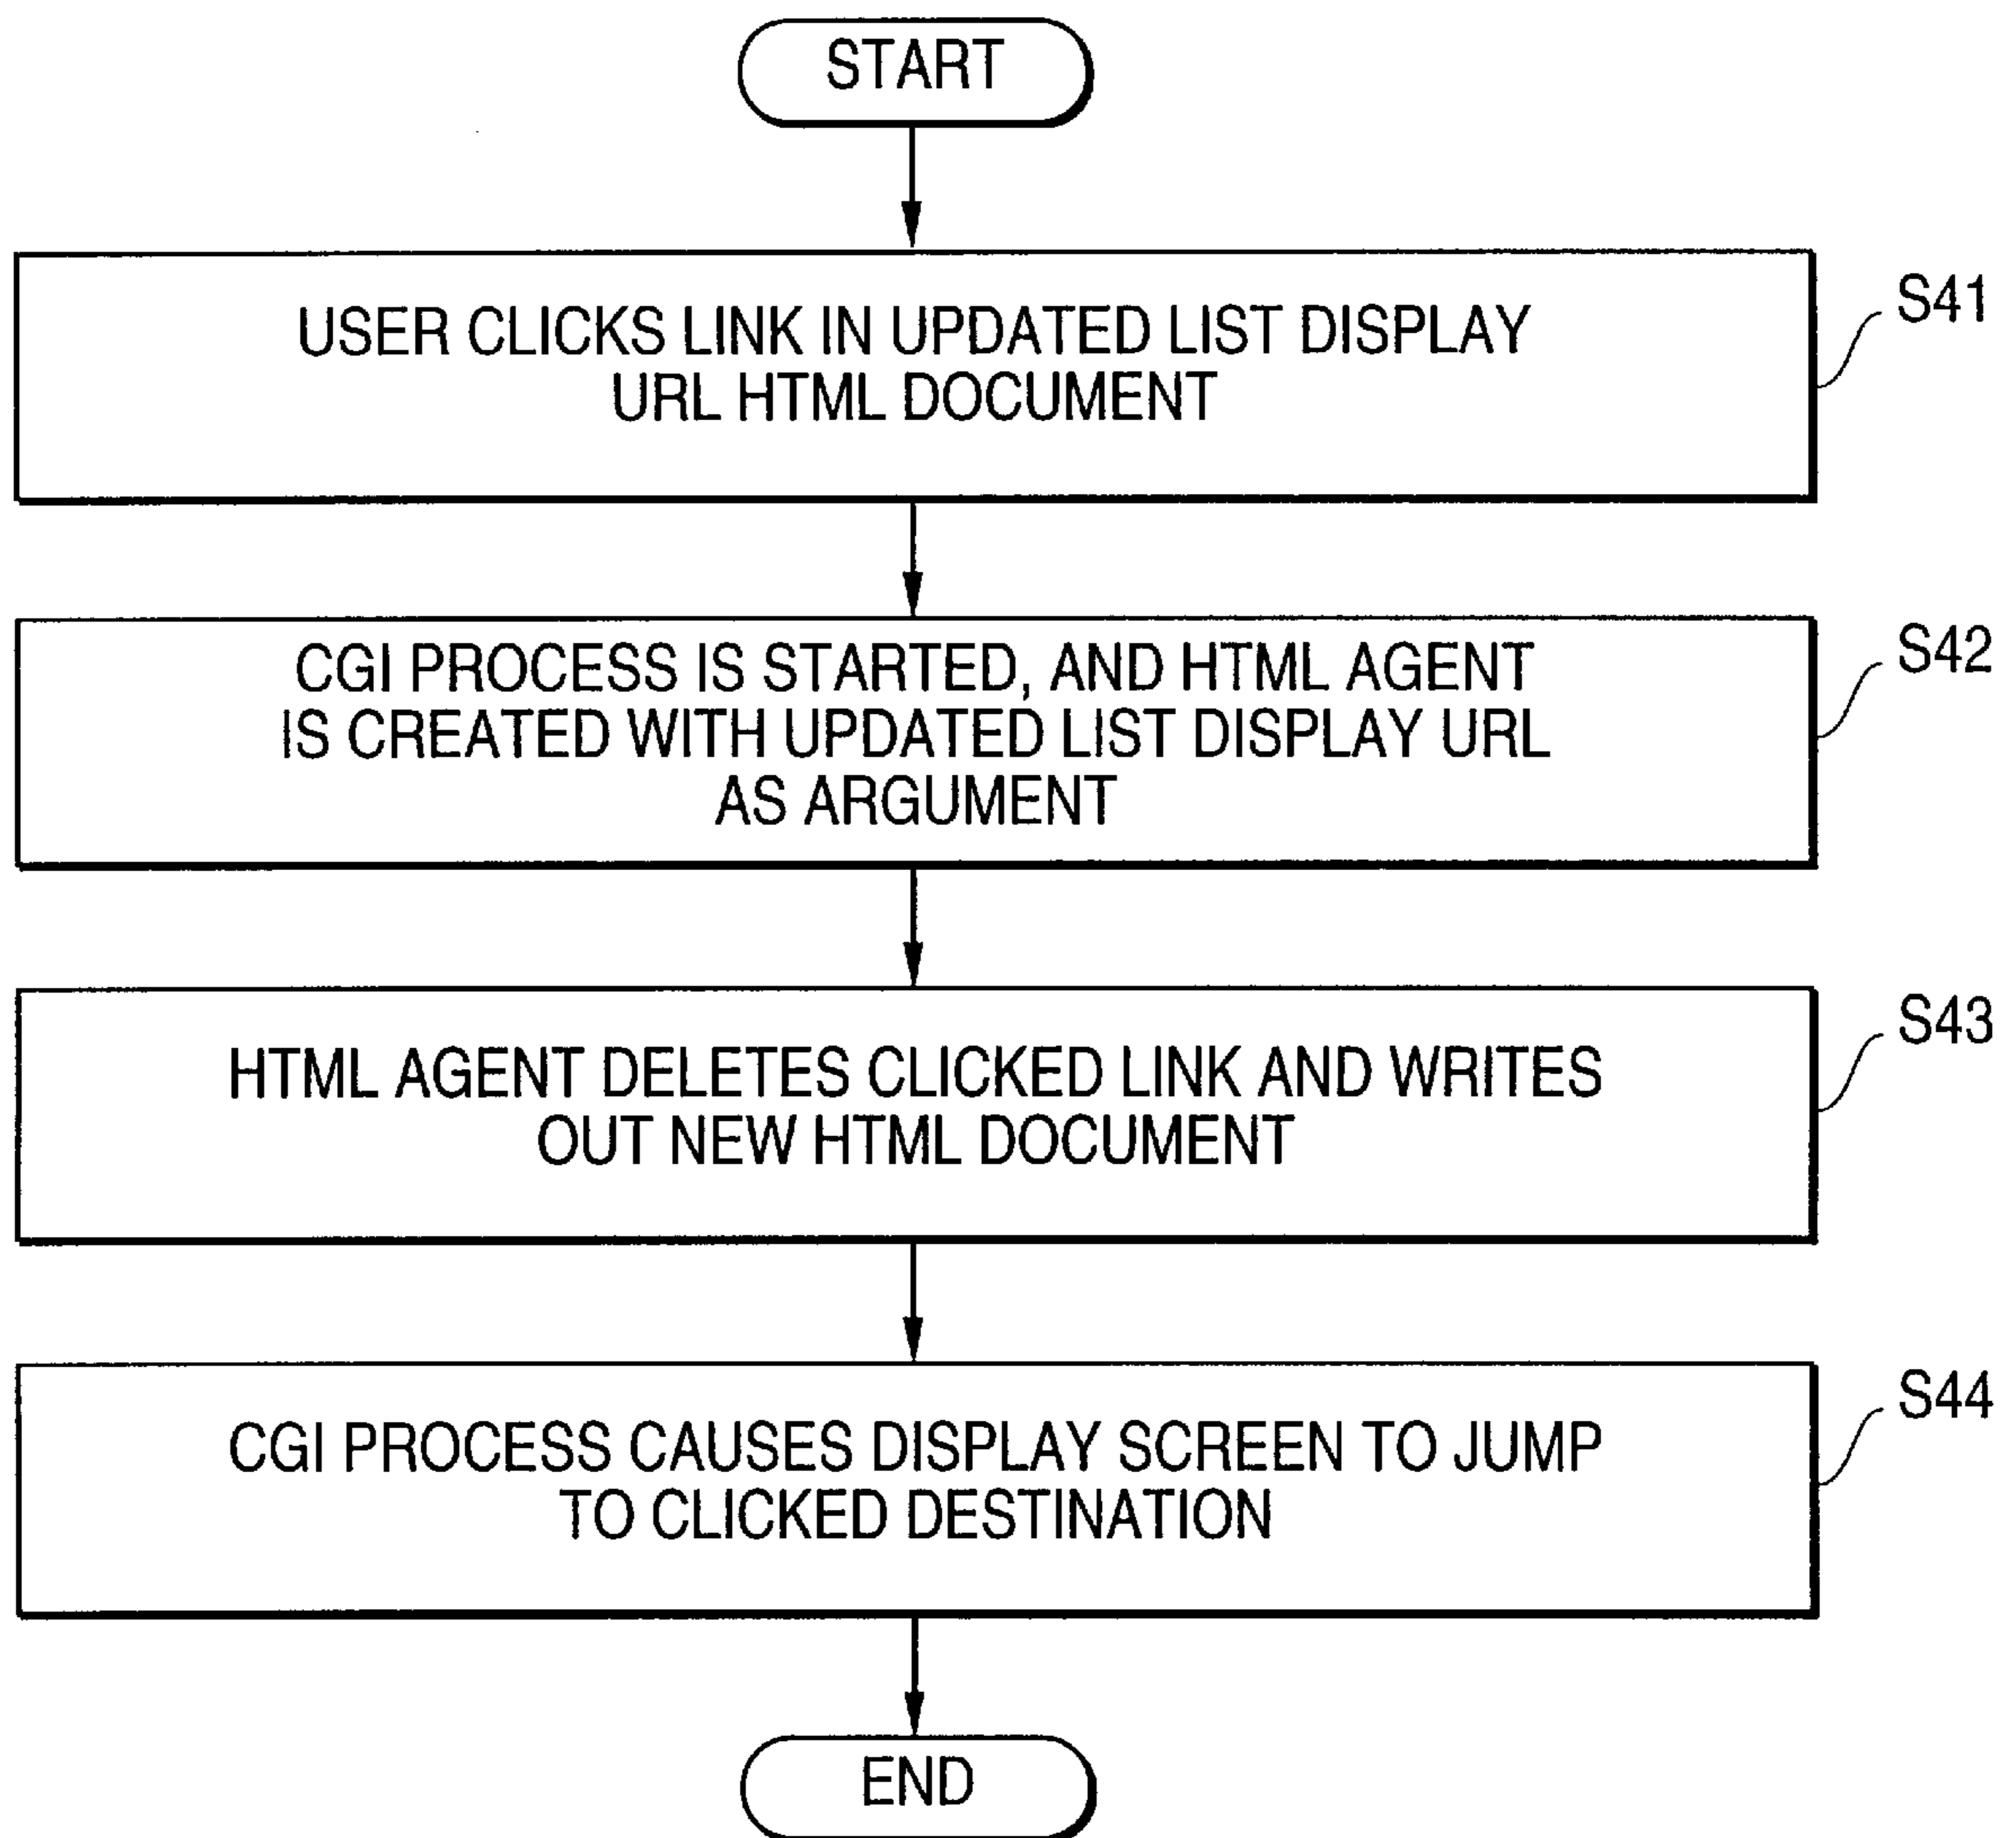 START
USER CLICKS LINK IN UPDATED LIST DISPLAY
URL HTML DOCUMENT
S41
CGI PROCESS IS STARTED, AND HTML AGENT
IS CREATED WITH UPDATED LIST DISPLAY URL
AS ARGUMENT
S42
HTML AGENT DELETES CLICKED LINK AND WRITES
OUT NEW HTML DOCUMENT
S43
CGI PROCESS CAUSES DISPLAY SCREEN TO JUMP
TO CLICKED DESTINATION
S44
END